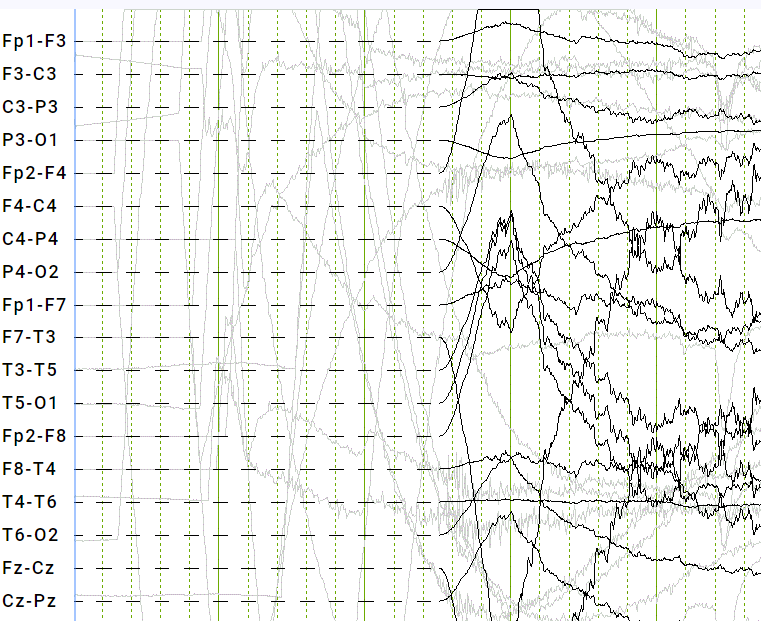 Fp1-F3
F3-C3
C3-P3
P3-O1
Fp2-F4
F4-C4
C4-P4
P4-O2
Fp1-F7
F7-T3
T3-T5
T5-O1
Fp2-F8
F8-T4
T4-T6
T6-O2
Fz-Cz
Cz-Pz